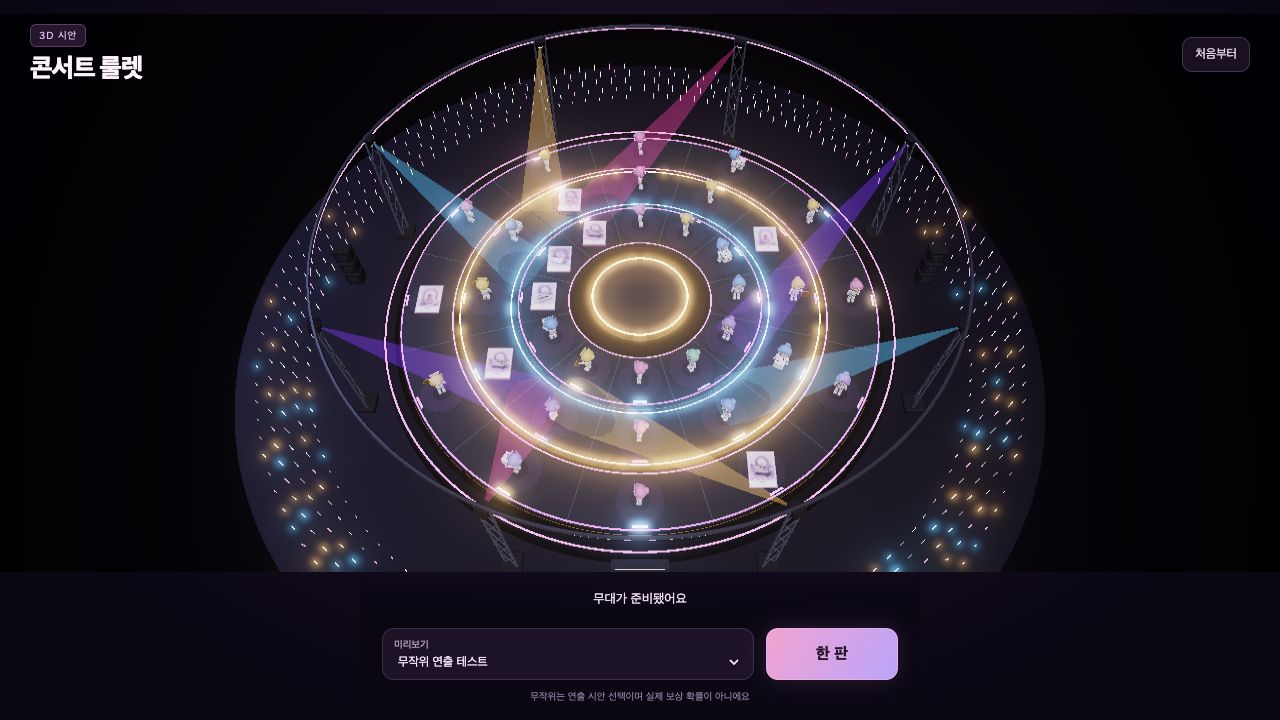 3D 시안
콘서트 룰렛
처음부터
무대가 준비됐어요
미리보기
무작위 연출 테스트
한 판
무작위는 연출 시안 선택이며 실제 보상 확률이 아니에요